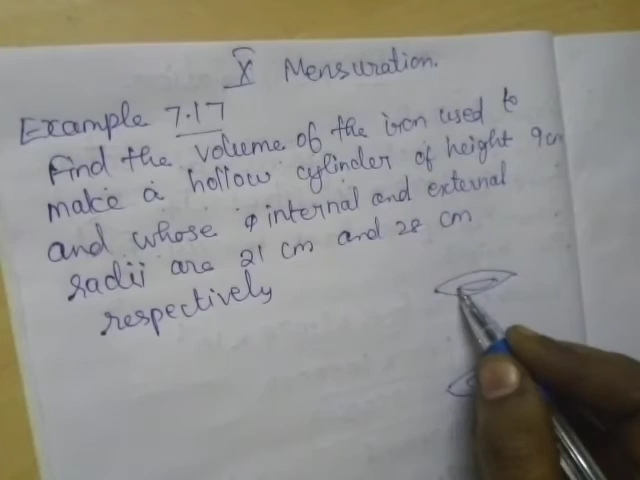 X Mensuration.
Example 7.17
Find the volume of the iron used to
make a hollow cylinder of height 9cm
and whose internal and external
radii are 21 cm and 28 cm
respectively